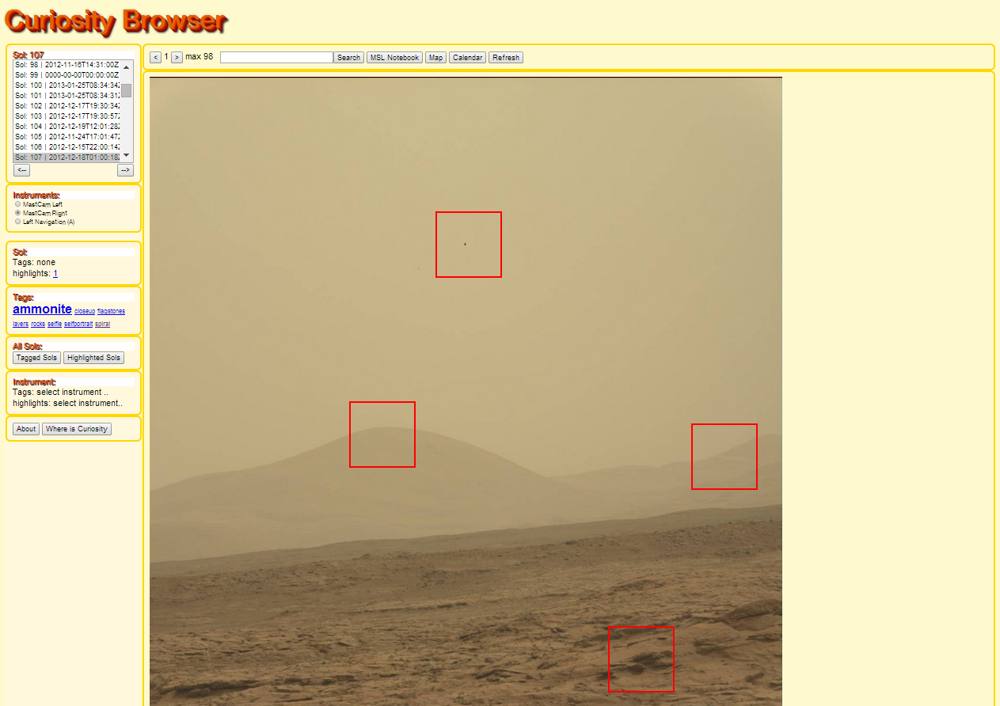 Curiosity Browser
Sol: 107
Sol: 98 | 2012-11-16T14:31:00Z
Sol: 99 | 0000-00-00T00:00:00Z
Sol: 100 | 2013-01-25T08:34:34Z
Sol: 101 | 2013-01-25T08:34:31Z
Sol: 102 | 2012-12-17T19:30:34Z
Sol: 103 | 2012-12-17T19:30:57Z
Sol: 104 | 2012-12-19T12:01:28Z
Sol: 105 | 2012-11-24T17:01:47Z
Sol: 106 | 2012-12-15T22:00:14Z
Sol: 107 | 2012-12-18T01:00:18Z
<-- -->
Instruments:
MastCam Left
MastCam Right
Left Navigation (A)
Sol:
Tags: none
highlights: 1
Tags:
ammonite closeup flagstones
layers rocks selfie selfportrait spiral
All Sols:
Tagged Sols Highlighted Sols
Instrument:
Tags: select instrument ..
highlights: select instrument..
About Where is Curiosity
< 1 > max 98 Search MSL Notebook Map Calendar Refresh